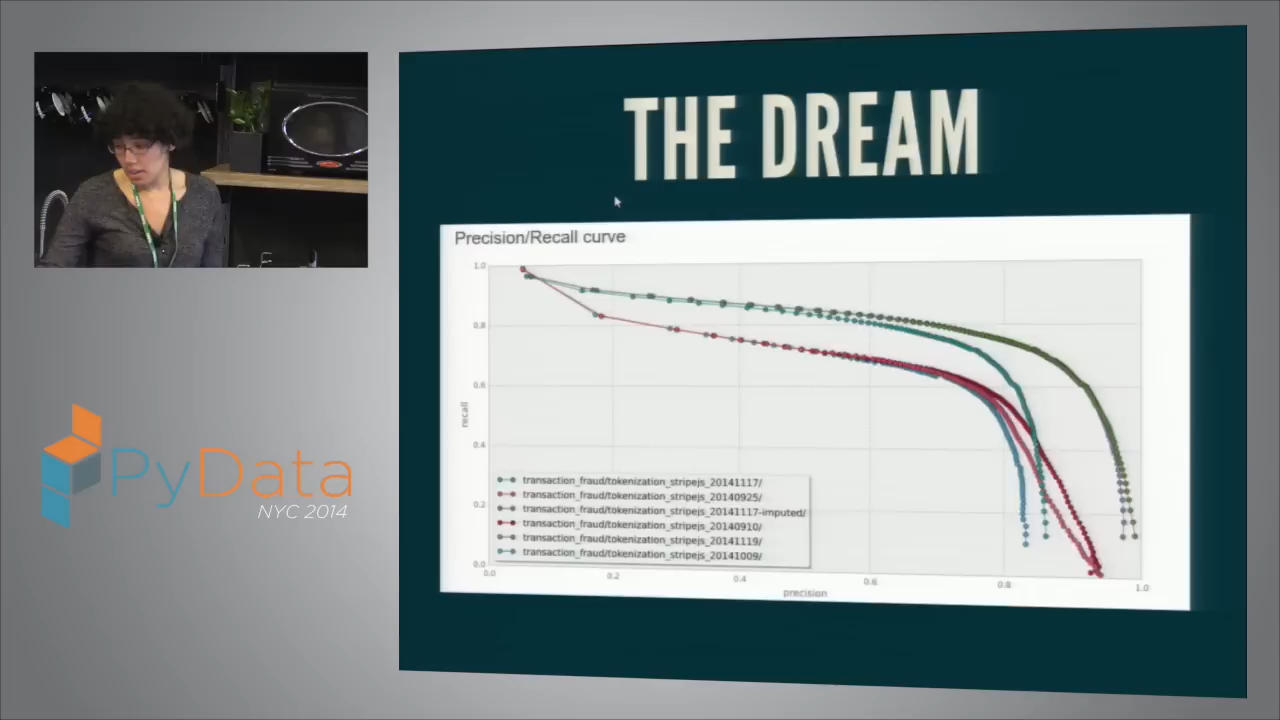 THE DREAM
Precision/Recall curve
1.0
0.8
0.6
0.4
0.2
0.0
recall
transaction_fraud/tokenization_stripejs_20141117/
transaction_fraud/tokenization_stripejs_20140925/
transaction_fraud/tokenization_stripejs_20141117-imputed/
transaction_fraud/tokenization_stripejs_20140910/
transaction_fraud/tokenization_stripejs_20141119/
transaction_fraud/tokenization_stripejs_20141009/
0.0 0.2 0.4 0.6 0.8 1.0
precision
PyData
NYC 2014